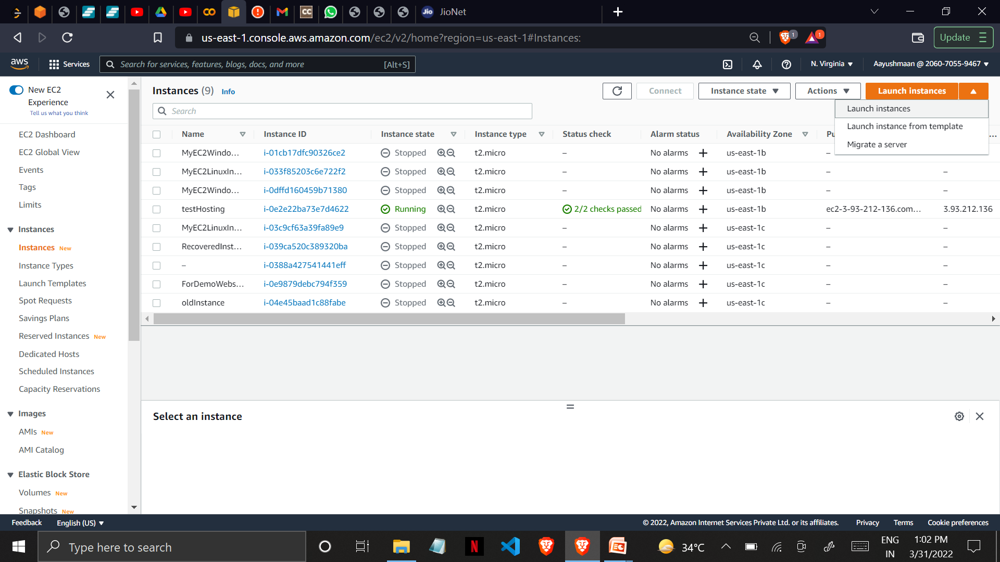 JioNet
us-east-1.console.aws.amazon.com/ec2/v2/home?region=us-east-1#Instances:
1
1
Update
aws
Services
Search for services, features, blogs, docs, and more
[Alt+S]
N. Virginia
Aayushmaan @ 2060-7055-9467
New EC2
Experience
Tell us what you think
EC2 Dashboard
EC2 Global View
Events
Tags
Limits
Instances
Instances New
Instance Types
Launch Templates
Spot Requests
Savings Plans
Reserved Instances New
Dedicated Hosts
Scheduled Instances
Capacity Reservations
Images
AMIs New
AMI Catalog
Elastic Block Store
Volumes New
Snapshots New
Instances (9) Info
Connect
Instance state
Actions
Launch instances
Launch instances
Launch instance from template
Migrate a server
Search
Name Instance ID Instance state Instance type Status check Alarm status Availability Zone Pu ...
MyEC2Windo... i-01cb17dfc90326ce2 Stopped t2.micro – No alarms + us-east-1b –
MyEC2LinuxIn... i-033f85203c6e722f2 Stopped t2.micro – No alarms + us-east-1b – –
MyEC2Windo... i-0dffd160459b71380 Stopped t2.micro – No alarms + us-east-1b – –
testHosting i-0e2e22ba73e7d4622 Running t2.micro 2/2 checks passed No alarms + us-east-1b ec2-3-93-212-136.com... 3.93.212.136
MyEC2LinuxIn... i-03c9cf63a39fa89e9 Stopped t2.micro – No alarms + us-east-1c – –
RecoveredInst... i-039ca520c389320ba Stopped t2.micro – No alarms + us-east-1c – –
– i-0388a427541441eff Stopped t2.micro – No alarms + us-east-1c – –
ForDemoWebs... i-0e9879debc794f359 Stopped t2.micro – No alarms + us-east-1c – –
oldInstance i-04e45baad1c88fabe Stopped t2.micro – No alarms + us-east-1c – –
Select an instance
Feedback English (US)
© 2022, Amazon Internet Services Private Ltd. or its affiliates. Privacy Terms Cookie preferences
Type here to search
34°C
ENG
IN
1:02 PM
3/31/2022